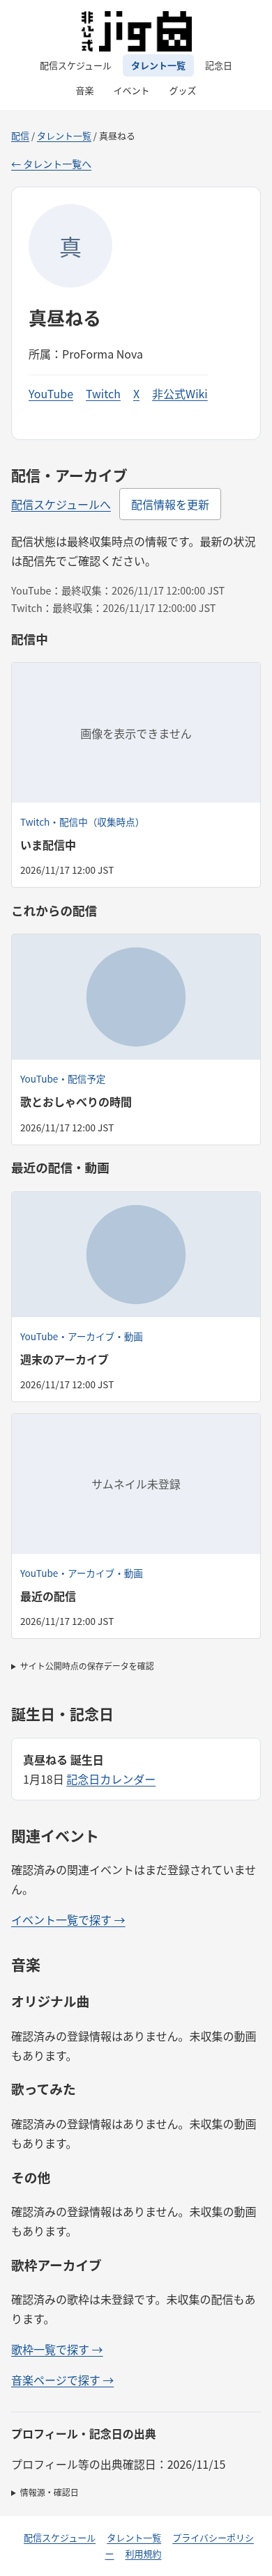 非公式 jig
配信スケジュール タレント一覧 記念日
音楽 イベント グッズ
配信 / タレント一覧 / 真昼ねる
← タレント一覧へ
真
真昼ねる
所属：ProForma Nova
YouTube Twitch X 非公式Wiki
配信・アーカイブ
配信スケジュールへ 配信情報を更新
配信状態は最終収集時点の情報です。最新の状況
は配信先でご確認ください。
YouTube：最終収集：2026/11/17 12:00:00 JST
Twitch：最終収集：2026/11/17 12:00:00 JST
配信中
画像を表示できません
Twitch・配信中（収集時点）
いま配信中
2026/11/17 12:00 JST
これからの配信
YouTube・配信予定
歌とおしゃべりの時間
2026/11/17 12:00 JST
最近の配信・動画
YouTube・アーカイブ・動画
週末のアーカイブ
2026/11/17 12:00 JST
サムネイル未登録
YouTube・アーカイブ・動画
最近の配信
2026/11/17 12:00 JST
▶ サイト公開時点の保存データを確認
誕生日・記念日
真昼ねる 誕生日
1月18日 記念日カレンダー
関連イベント
確認済みの関連イベントはまだ登録されていませ
ん。
イベント一覧で探す →
音楽
オリジナル曲
確認済みの登録情報はありません。未収集の動画
もあります。
歌ってみた
確認済みの登録情報はありません。未収集の動画
もあります。
その他
確認済みの登録情報はありません。未収集の動画
もあります。
歌枠アーカイブ
確認済みの歌枠は未登録です。未収集の配信もあ
ります。
歌枠一覧で探す →
音楽ページで探す →
プロフィール・記念日の出典
プロフィール等の出典確認日：2026/11/15
▶ 情報源・確認日
配信スケジュール タレント一覧 プライバシーポリシ
ー 利用規約